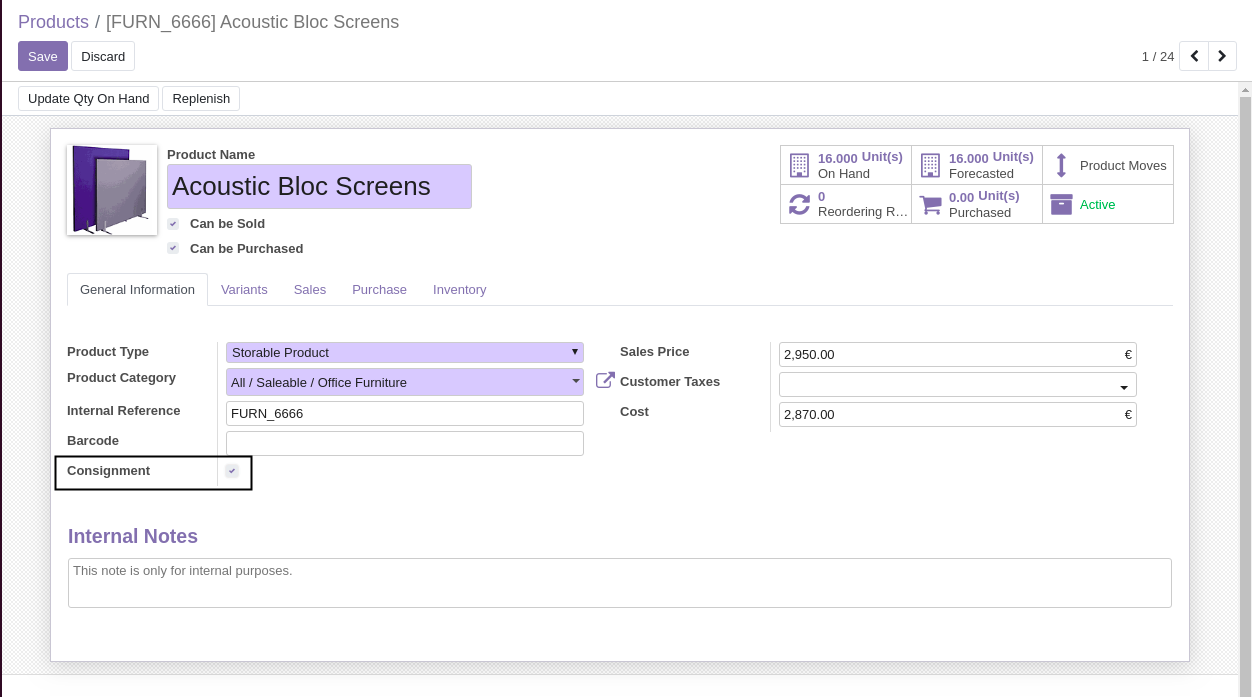 Products / [FURN_6666] Acoustic Bloc Screens
Save Discard
1 / 24
Update Qty On Hand Replenish
Product Name
Acoustic Bloc Screens
Can be Sold
Can be Purchased
16.000 Unit(s)
On Hand
16.000 Unit(s)
Forecasted
Product Moves
0
Reordering R...
0.00 Unit(s)
Purchased
Active
General Information Variants Sales Purchase Inventory
Product Type Storable Product
Product Category All / Saleable / Office Furniture
Internal Reference FURN_6666
Barcode
Consignment
Sales Price 2,950.00 €
Customer Taxes
Cost 2,870.00 €
Internal Notes
This note is only for internal purposes.